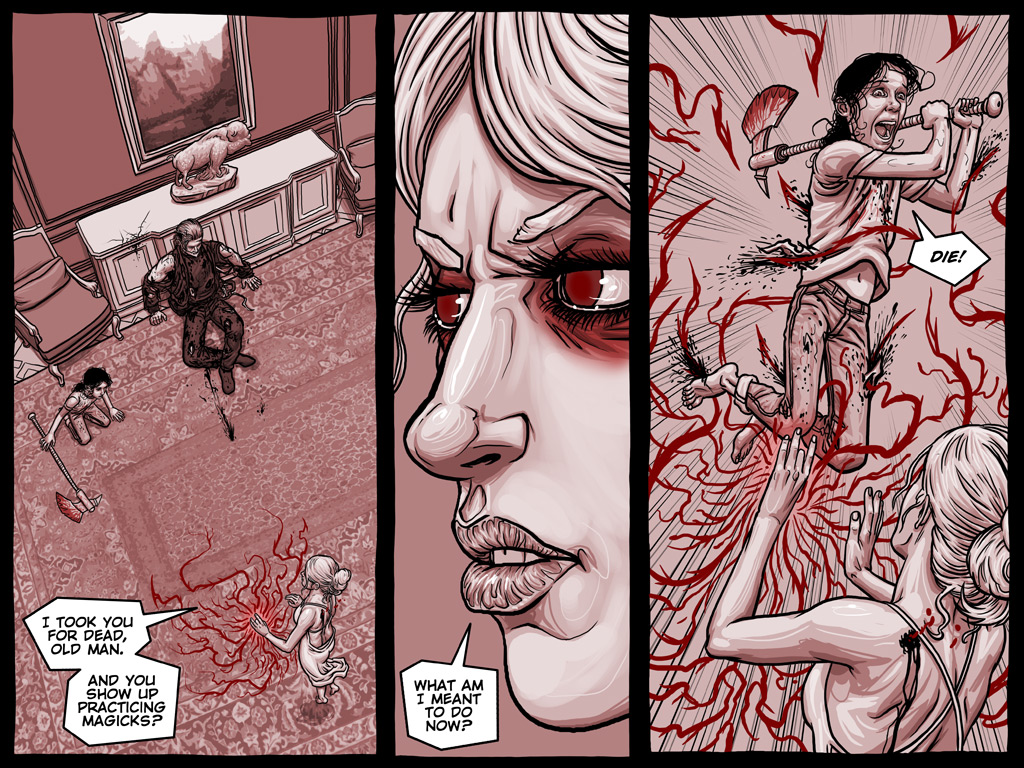 I TOOK YOU
FOR DEAD,
OLD MAN.
AND YOU
SHOW UP
PRACTICING
MAGICKS?
WHAT AM
I MEANT
TO DO
NOW?
DIE!